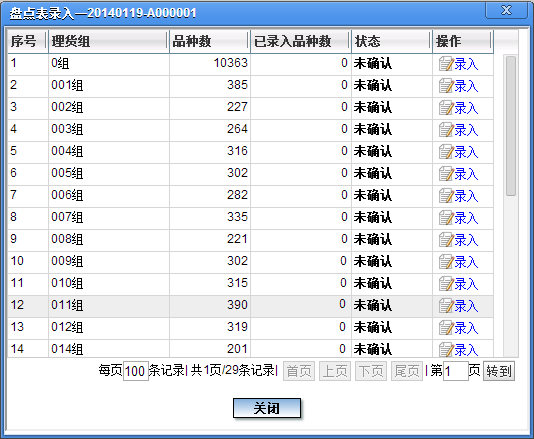 盘点表录入—20140119-A000001
序号 理货组 品种数 已录入品种数 状态 操作
1 0组 10363 0 未确认 录入
2 001组 385 0 未确认 录入
3 002组 227 0 未确认 录入
4 003组 264 0 未确认 录入
5 004组 316 0 未确认 录入
6 005组 302 0 未确认 录入
7 006组 282 0 未确认 录入
8 007组 335 0 未确认 录入
9 008组 221 0 未确认 录入
10 009组 302 0 未确认 录入
11 010组 315 0 未确认 录入
12 011组 390 0 未确认 录入
13 012组 319 0 未确认 录入
14 014组 201 0 未确认 录入
每页100条记录| 共1页/29条记录| 首页 上页 下页 尾页 | 第1页 转到
关闭